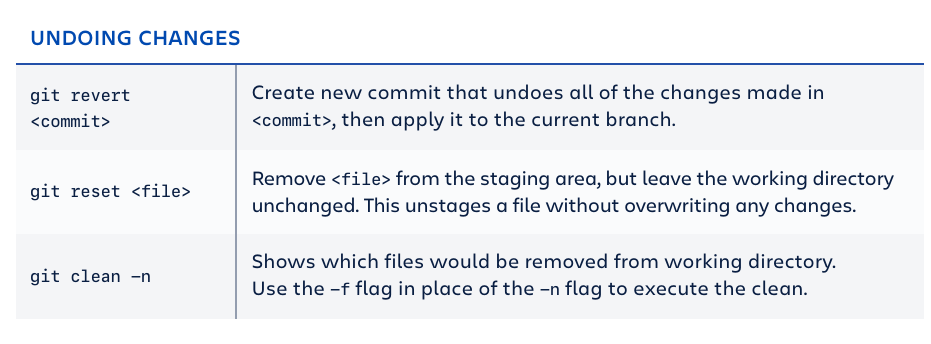 UNDOING CHANGES
git revert
<commit>
Create new commit that undoes all of the changes made in
<commit>, then apply it to the current branch.
git reset <file>
Remove <file> from the staging area, but leave the working directory
unchanged. This unstages a file without overwriting any changes.
git clean –n
Shows which files would be removed from working directory.
Use the –f flag in place of the –n flag to execute the clean.